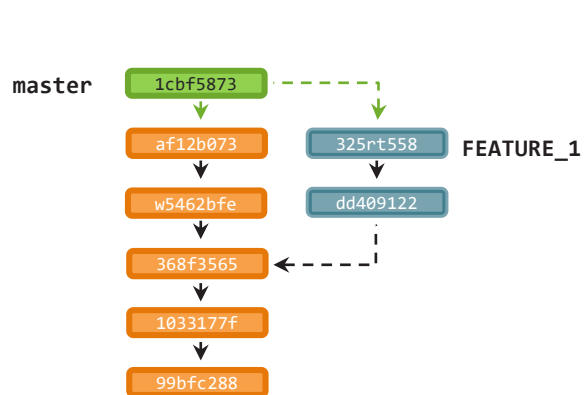 master
1cbf5873
af12b073
325rt558
FEATURE_1
w5462bfe
dd409122
368f3565
1033177f
99bfc288